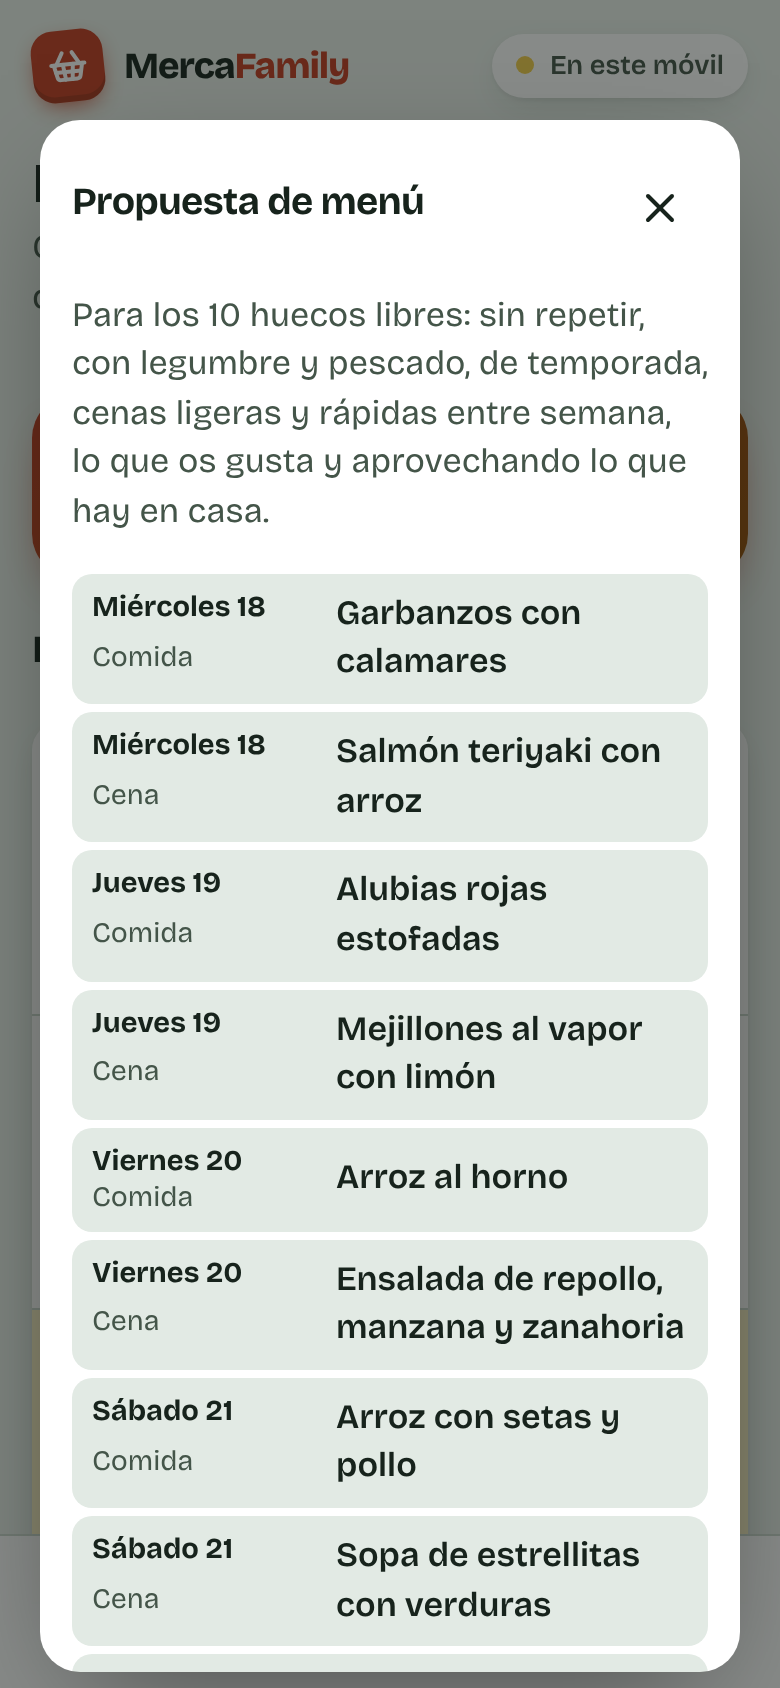 MercaFamily
En este móvil
Propuesta de menú
Para los 10 huecos libres: sin repetir,
con legumbre y pescado, de temporada,
cenas ligeras y rápidas entre semana,
lo que os gusta y aprovechando lo que
hay en casa.
Miércoles 18
Comida
Garbanzos con
calamares
Miércoles 18
Cena
Salmón teriyaki con
arroz
Jueves 19
Comida
Alubias rojas
estofadas
Jueves 19
Cena
Mejillones al vapor
con limón
Viernes 20
Comida
Arroz al horno
Viernes 20
Cena
Ensalada de repollo,
manzana y zanahoria
Sábado 21
Comida
Arroz con setas y
pollo
Sábado 21
Cena
Sopa de estrellitas
con verduras